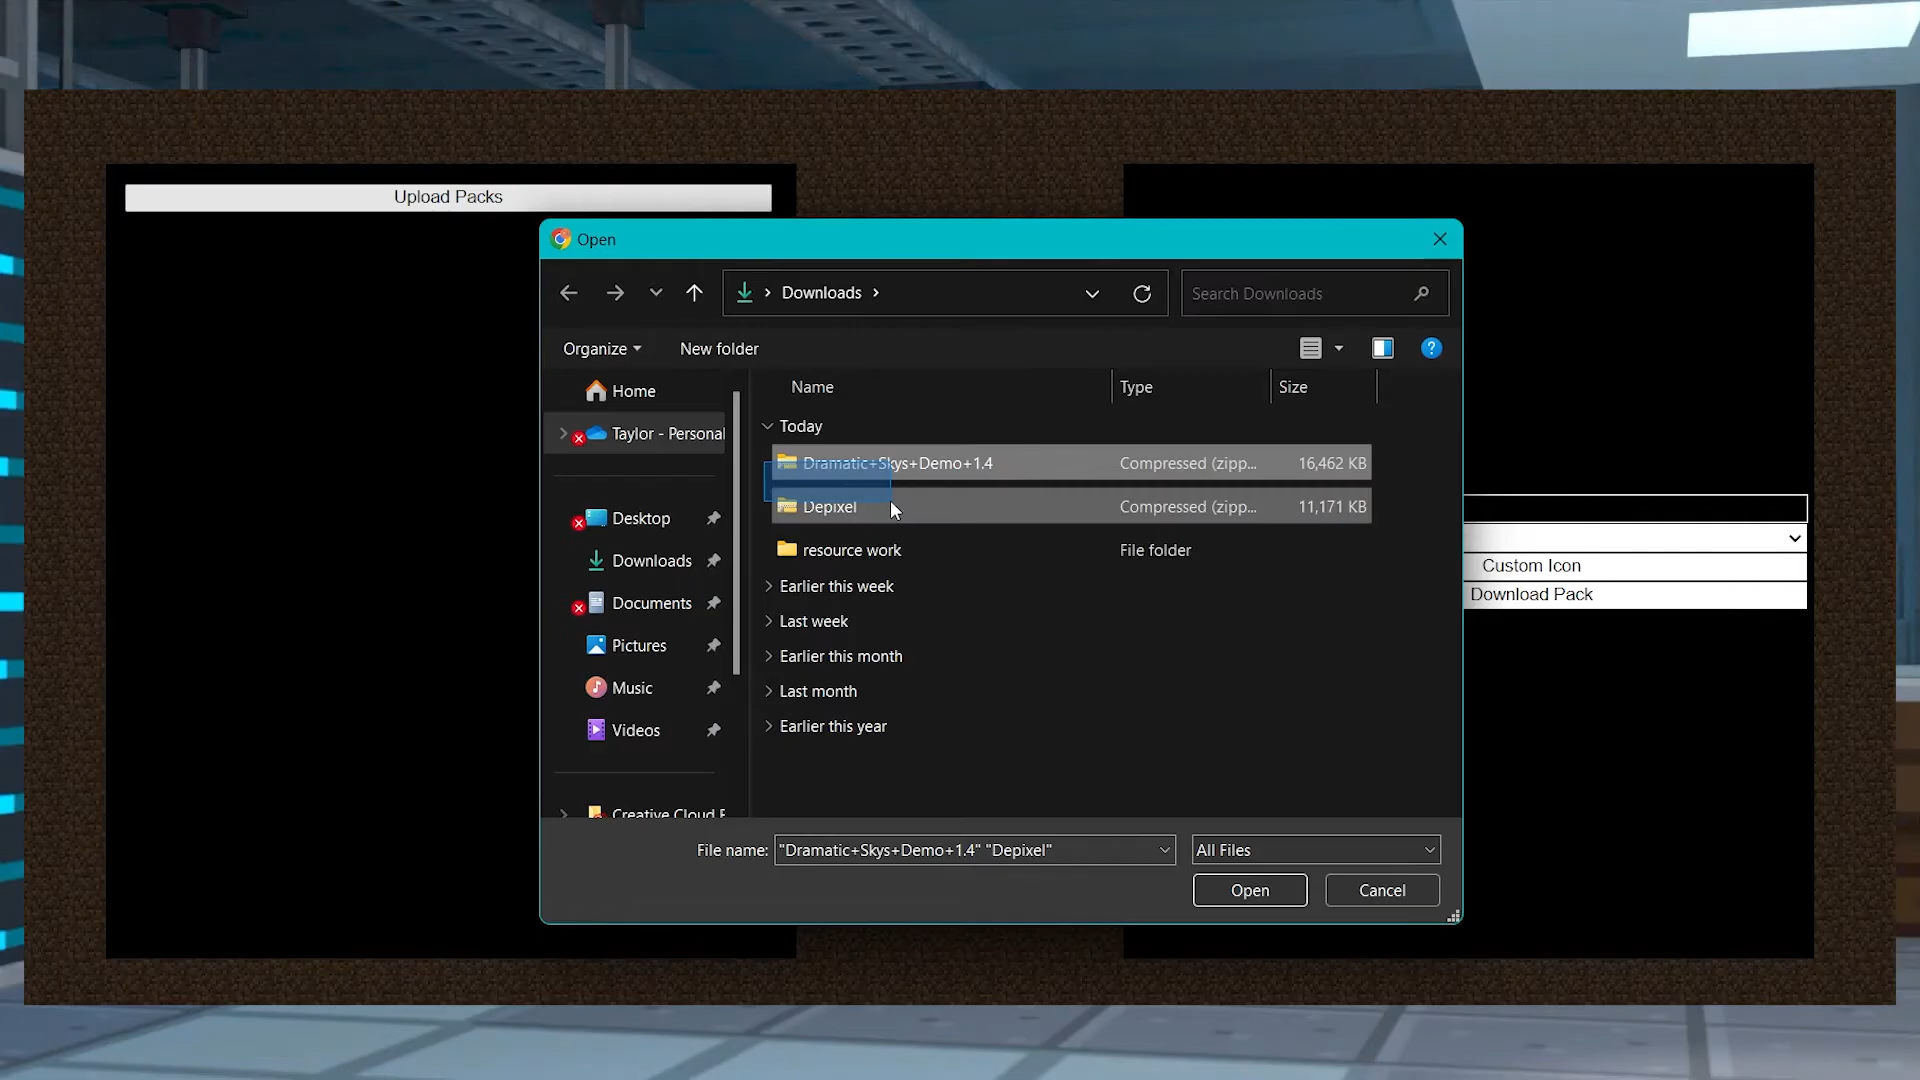 Upload Packs
Open
Downloads
Search Downloads
Organize
New folder
Home
Taylor - Personal
Desktop
Downloads
Documents
Pictures
Music
Videos
Creative Cloud F
Name
Type
Size
Today
Dramatic+Skys+Demo+1.4
Compressed (zipp...
16,462 KB
Depixel
Compressed (zipp...
11,171 KB
resource work
File folder
Earlier this week
Last week
Earlier this month
Last month
Earlier this year
File name:
"Dramatic+Skys+Demo+1.4" "Depixel"
All Files
Open
Cancel
Custom Icon
Download Pack